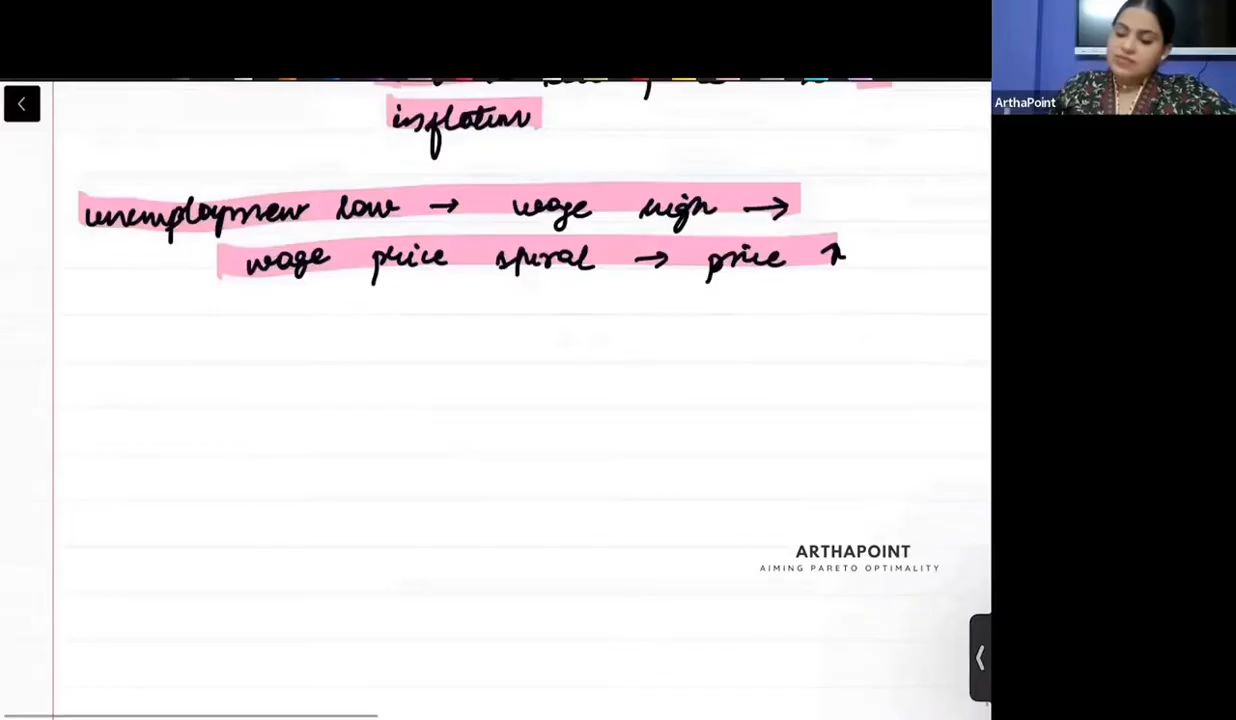 inflation
unemployment low → wage high →
wage price spiral → price ↑
ArthaPoint
ARTHAPOINT
AIMING PARETO OPTIMALITY